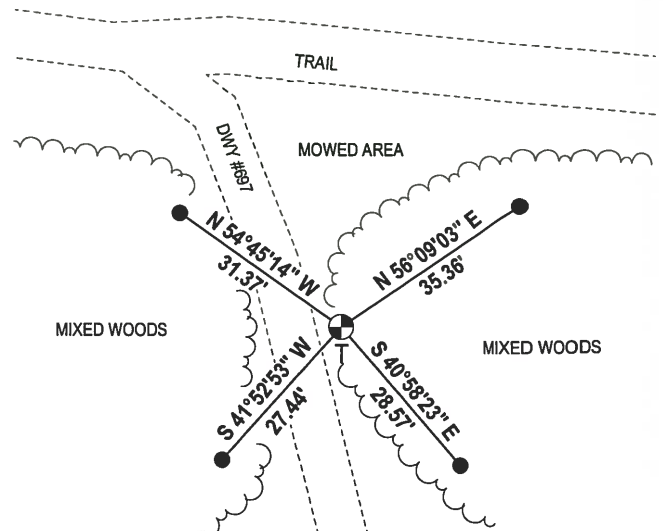 TRAIL
MOWED AREA
DWY #697
N 54°45'14" W
31.37'
N 56°09'03" E
35.36'
MIXED WOODS
MIXED WOODS
S 41°52'53" W
27.44'
S 40°58'23" E
28.57'